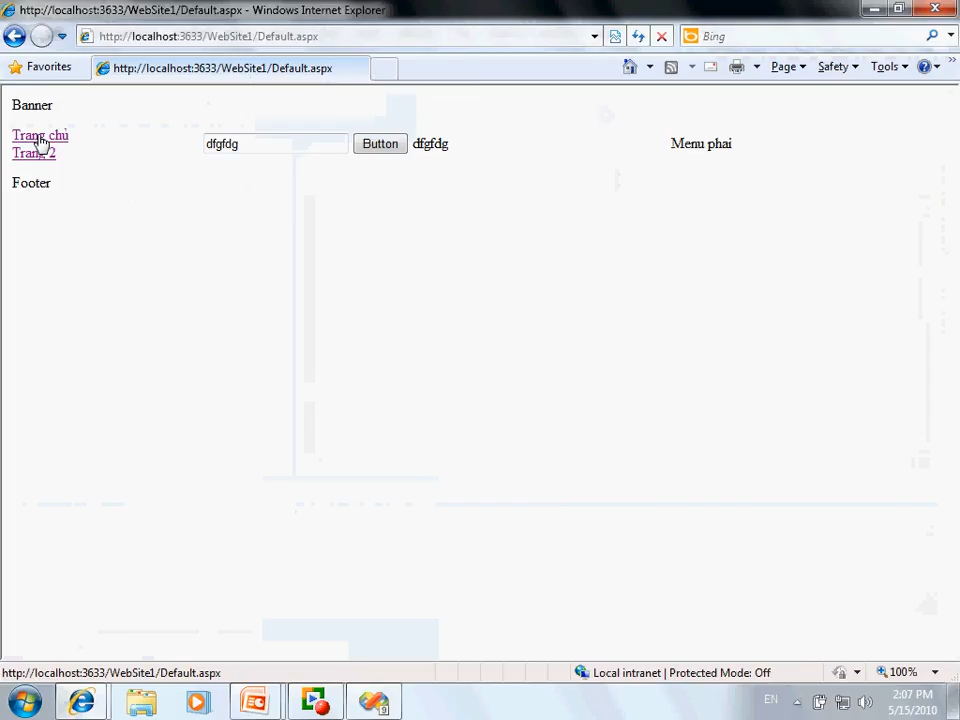 http://localhost:3633/WebSite1/Default.aspx - Windows Internet Explorer
http://localhost:3633/WebSite1/Default.aspx
Bing
Favorites
http://localhost:3633/WebSite1/Default.aspx
Page
Safety
Tools
Banner
Trang chủ
Trang 2
dfgfdg
Button
dfgfdg
Menu phai
Footer
http://localhost:3633/WebSite1/Default.aspx
Local intranet | Protected Mode: Off
100%
EN
2:07 PM
5/15/2010